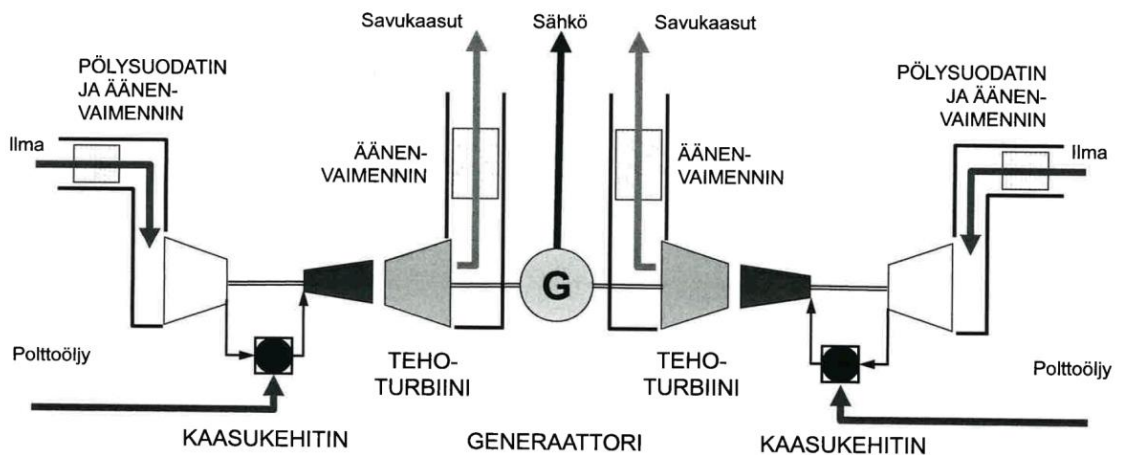 Savukaasut
Sähkö
Savukaasut
PÖLYSUODATIN
JA ÄÄNEN-
VAIMENNIN
PÖLYSUODATIN
JA ÄÄNEN-
VAIMENNIN
Ilma
ÄÄNEN-
VAIMENNIN
ÄÄNEN-
VAIMENNIN
Ilma
G
Polttoöljy
TEHO-
TURBIINI
TEHO-
TURBIINI
Polttoöljy
KAASUKEHITIN
GENERAATTORI
KAASUKEHITIN